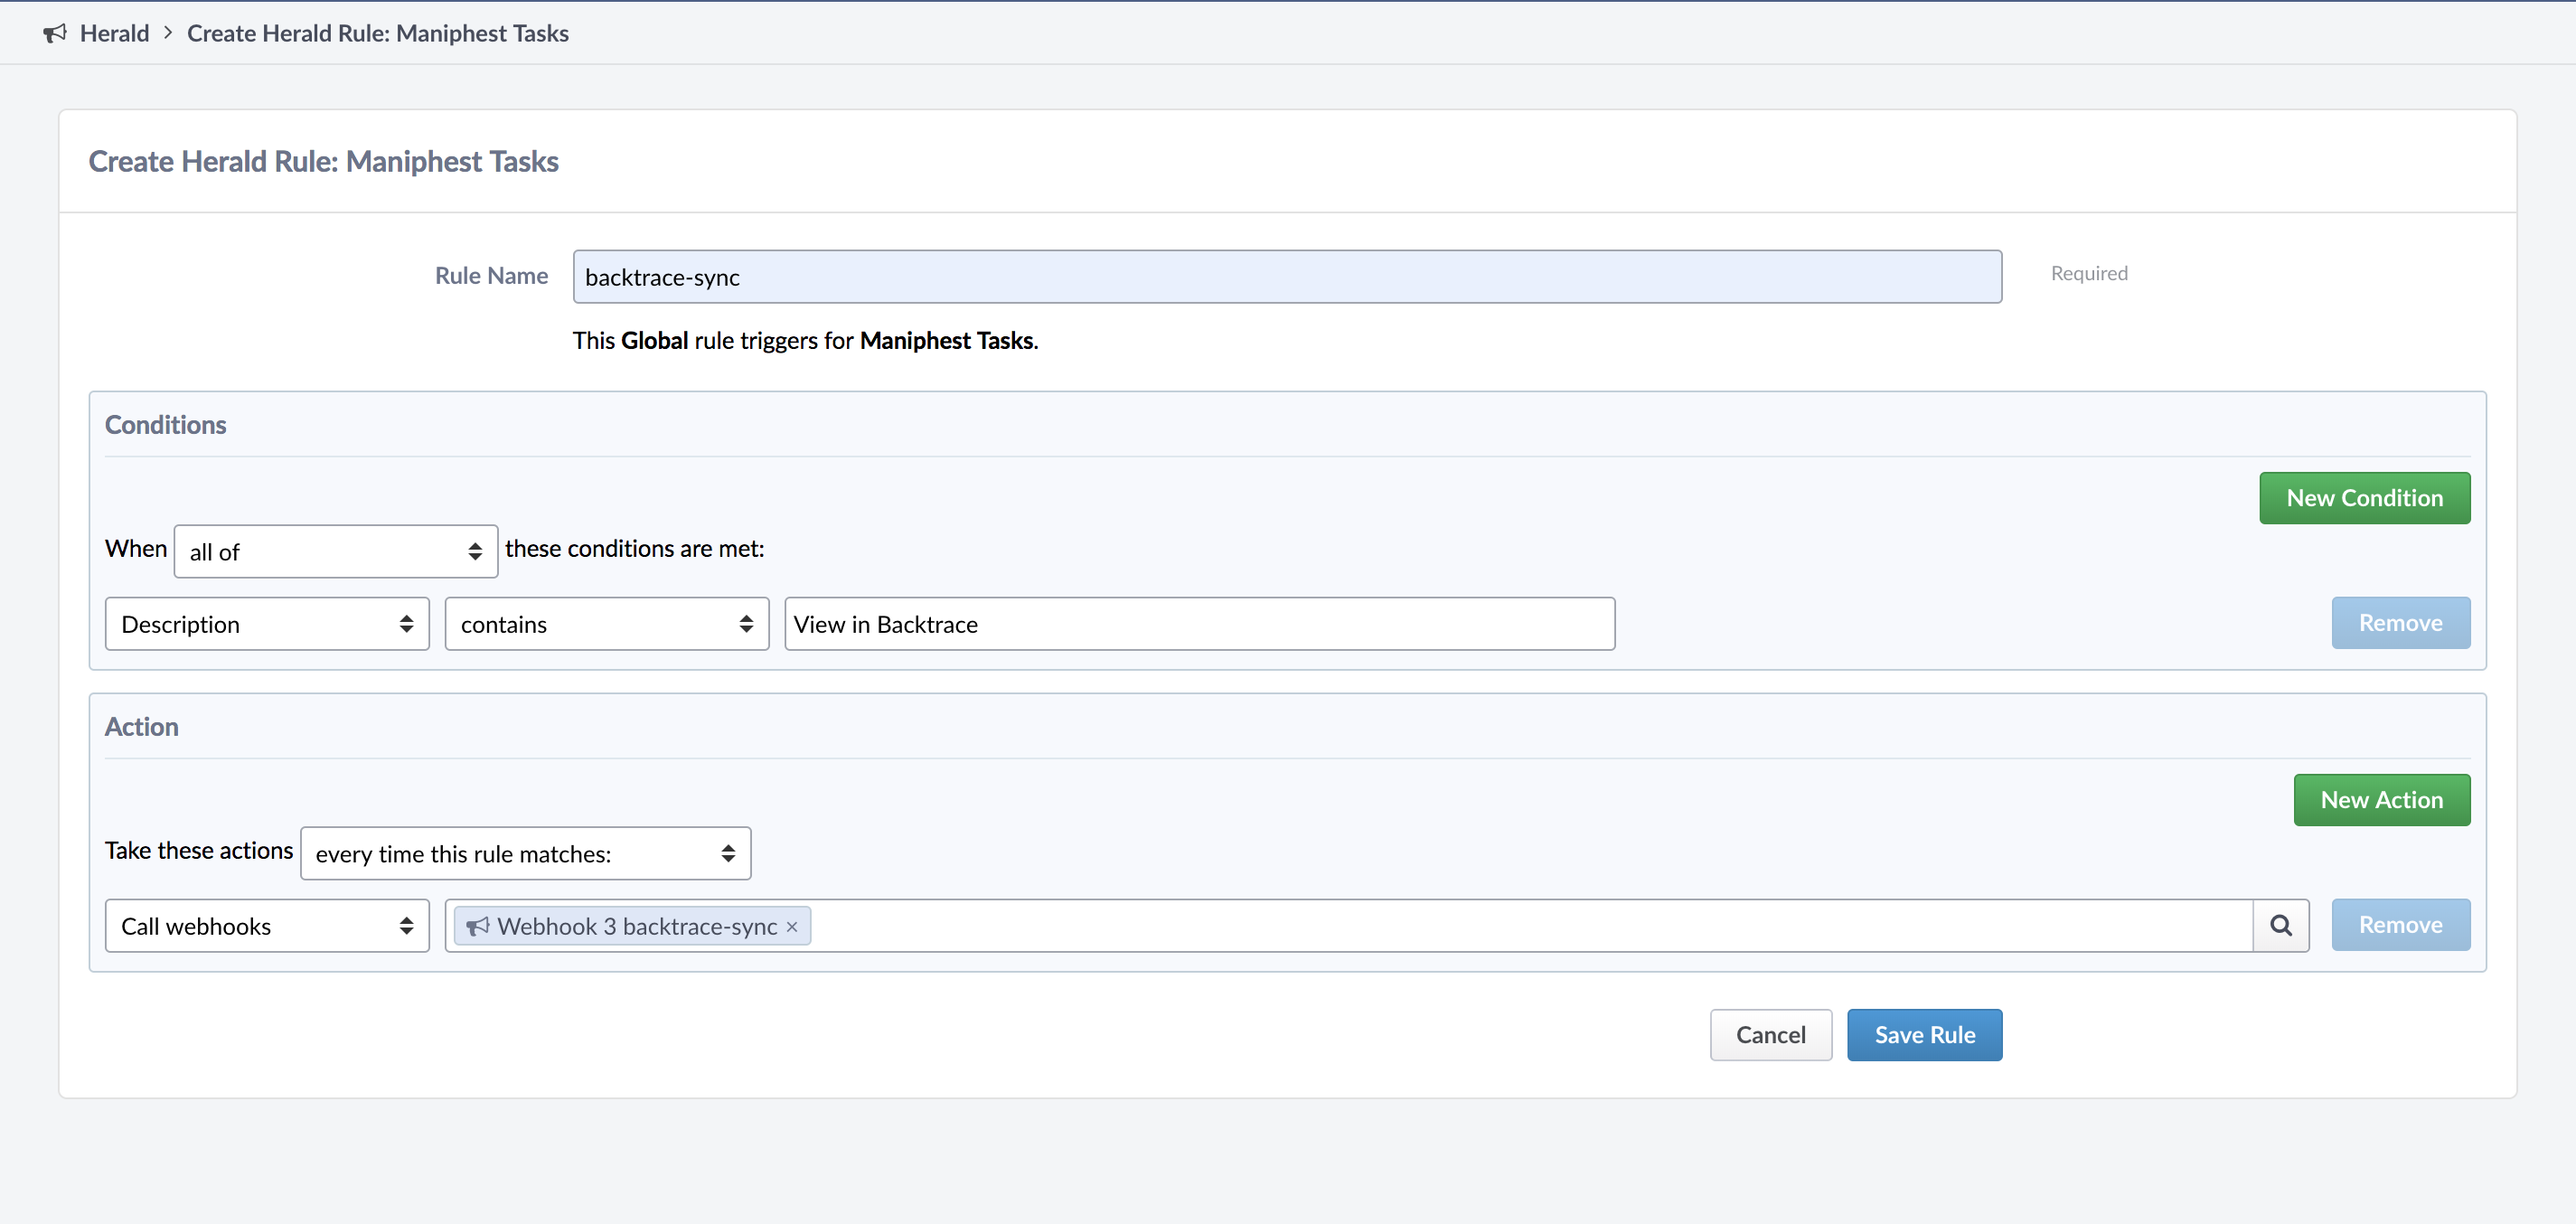 Herald > Create Herald Rule: Maniphest Tasks
Create Herald Rule: Maniphest Tasks
Rule Name backtrace-sync Required
This Global rule triggers for Maniphest Tasks.
Conditions
New Condition
When all of these conditions are met:
Description contains View in Backtrace Remove
Action
New Action
Take these actions every time this rule matches:
Call webhooks Webhook 3 backtrace-sync × Remove
Cancel Save Rule